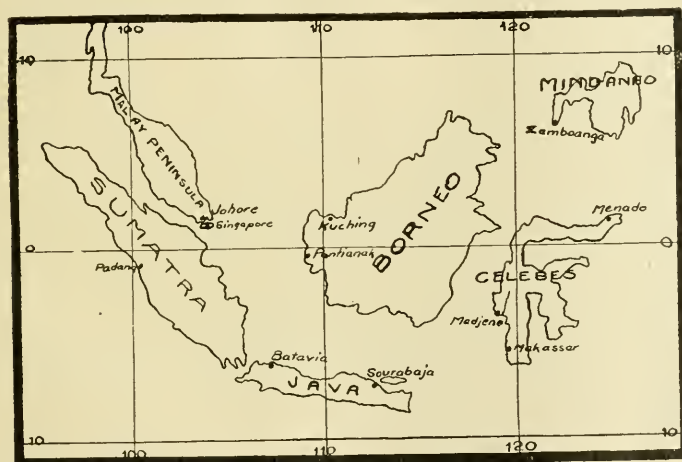 100
110
120
10
10
MINDANEO
Zamboanga
MALAY PENINSULA
Johore
Singapore
SUMATRA
Padang
Kuching
Pontianak
BORNEO
Menado
0
0
CELEBES
Madjene
Makassar
Batavia
Sourabaja
JAVA
10
10
100
110
120